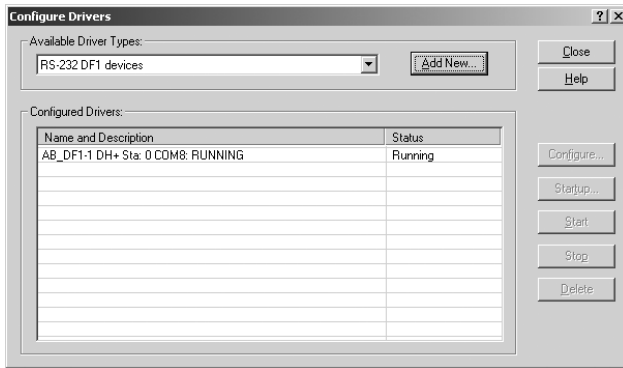 Configure Drivers
Available Driver Types:
RS-232 DF1 devices
Add New...
Close
Help
Configured Drivers:
Name and Description Status
AB_DF1-1 DH+ Sta: 0 COM8: RUNNING Running
Configure...
Startup...
Start
Stop
Delete